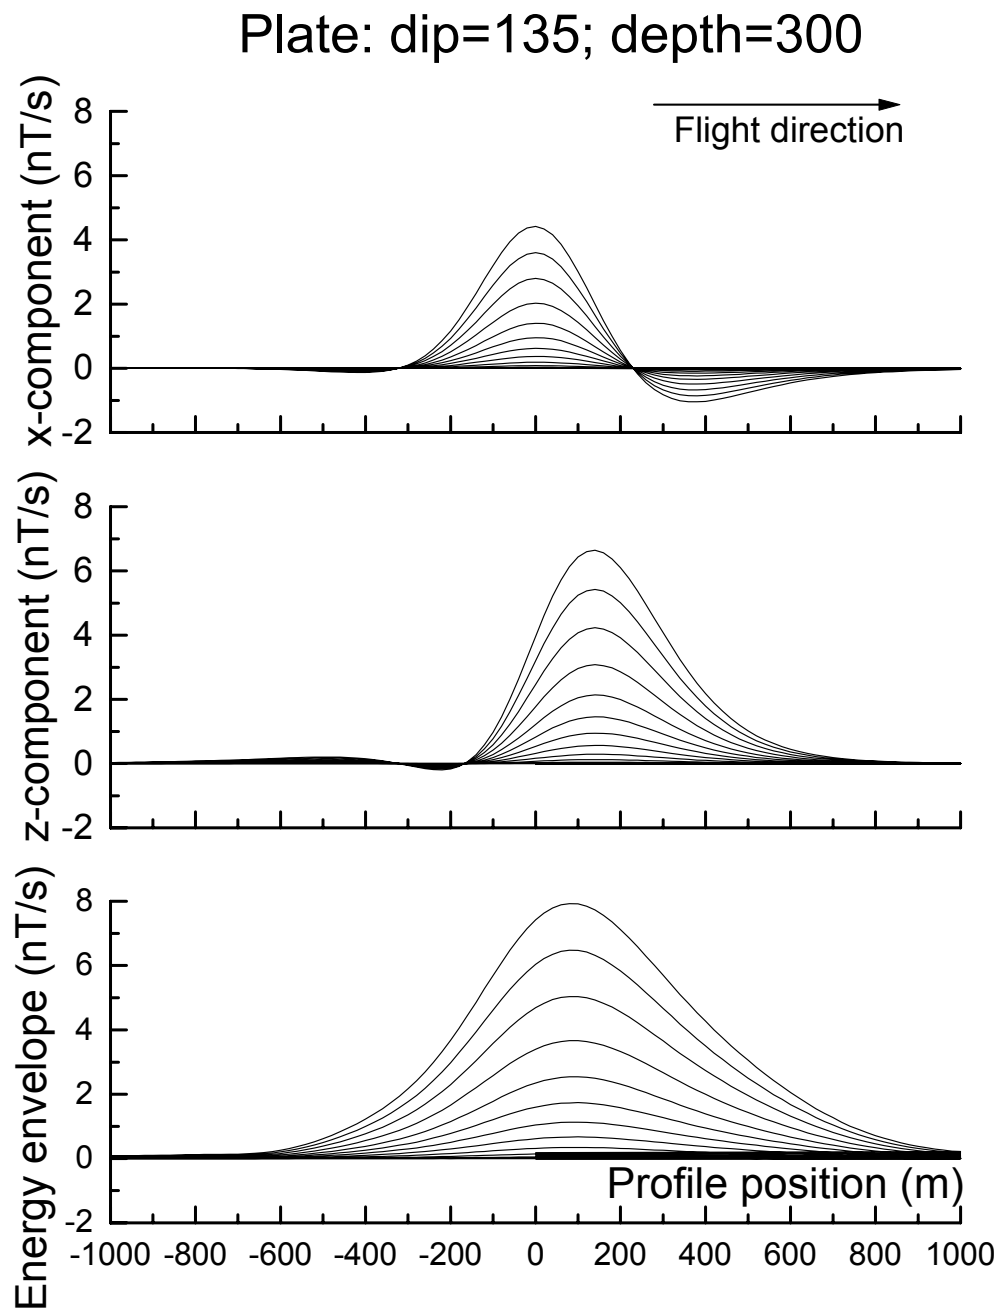 Plate: dip=135; depth=300
Flight direction
x-component (nT/s)
8
6
4
2
0
-2
z-component (nT/s)
8
6
4
2
0
-2
Energy envelope (nT/s)
8
6
4
2
0
-2
Profile position (m)
-1000 -800 -600 -400 -200 0 200 400 600 800 1000